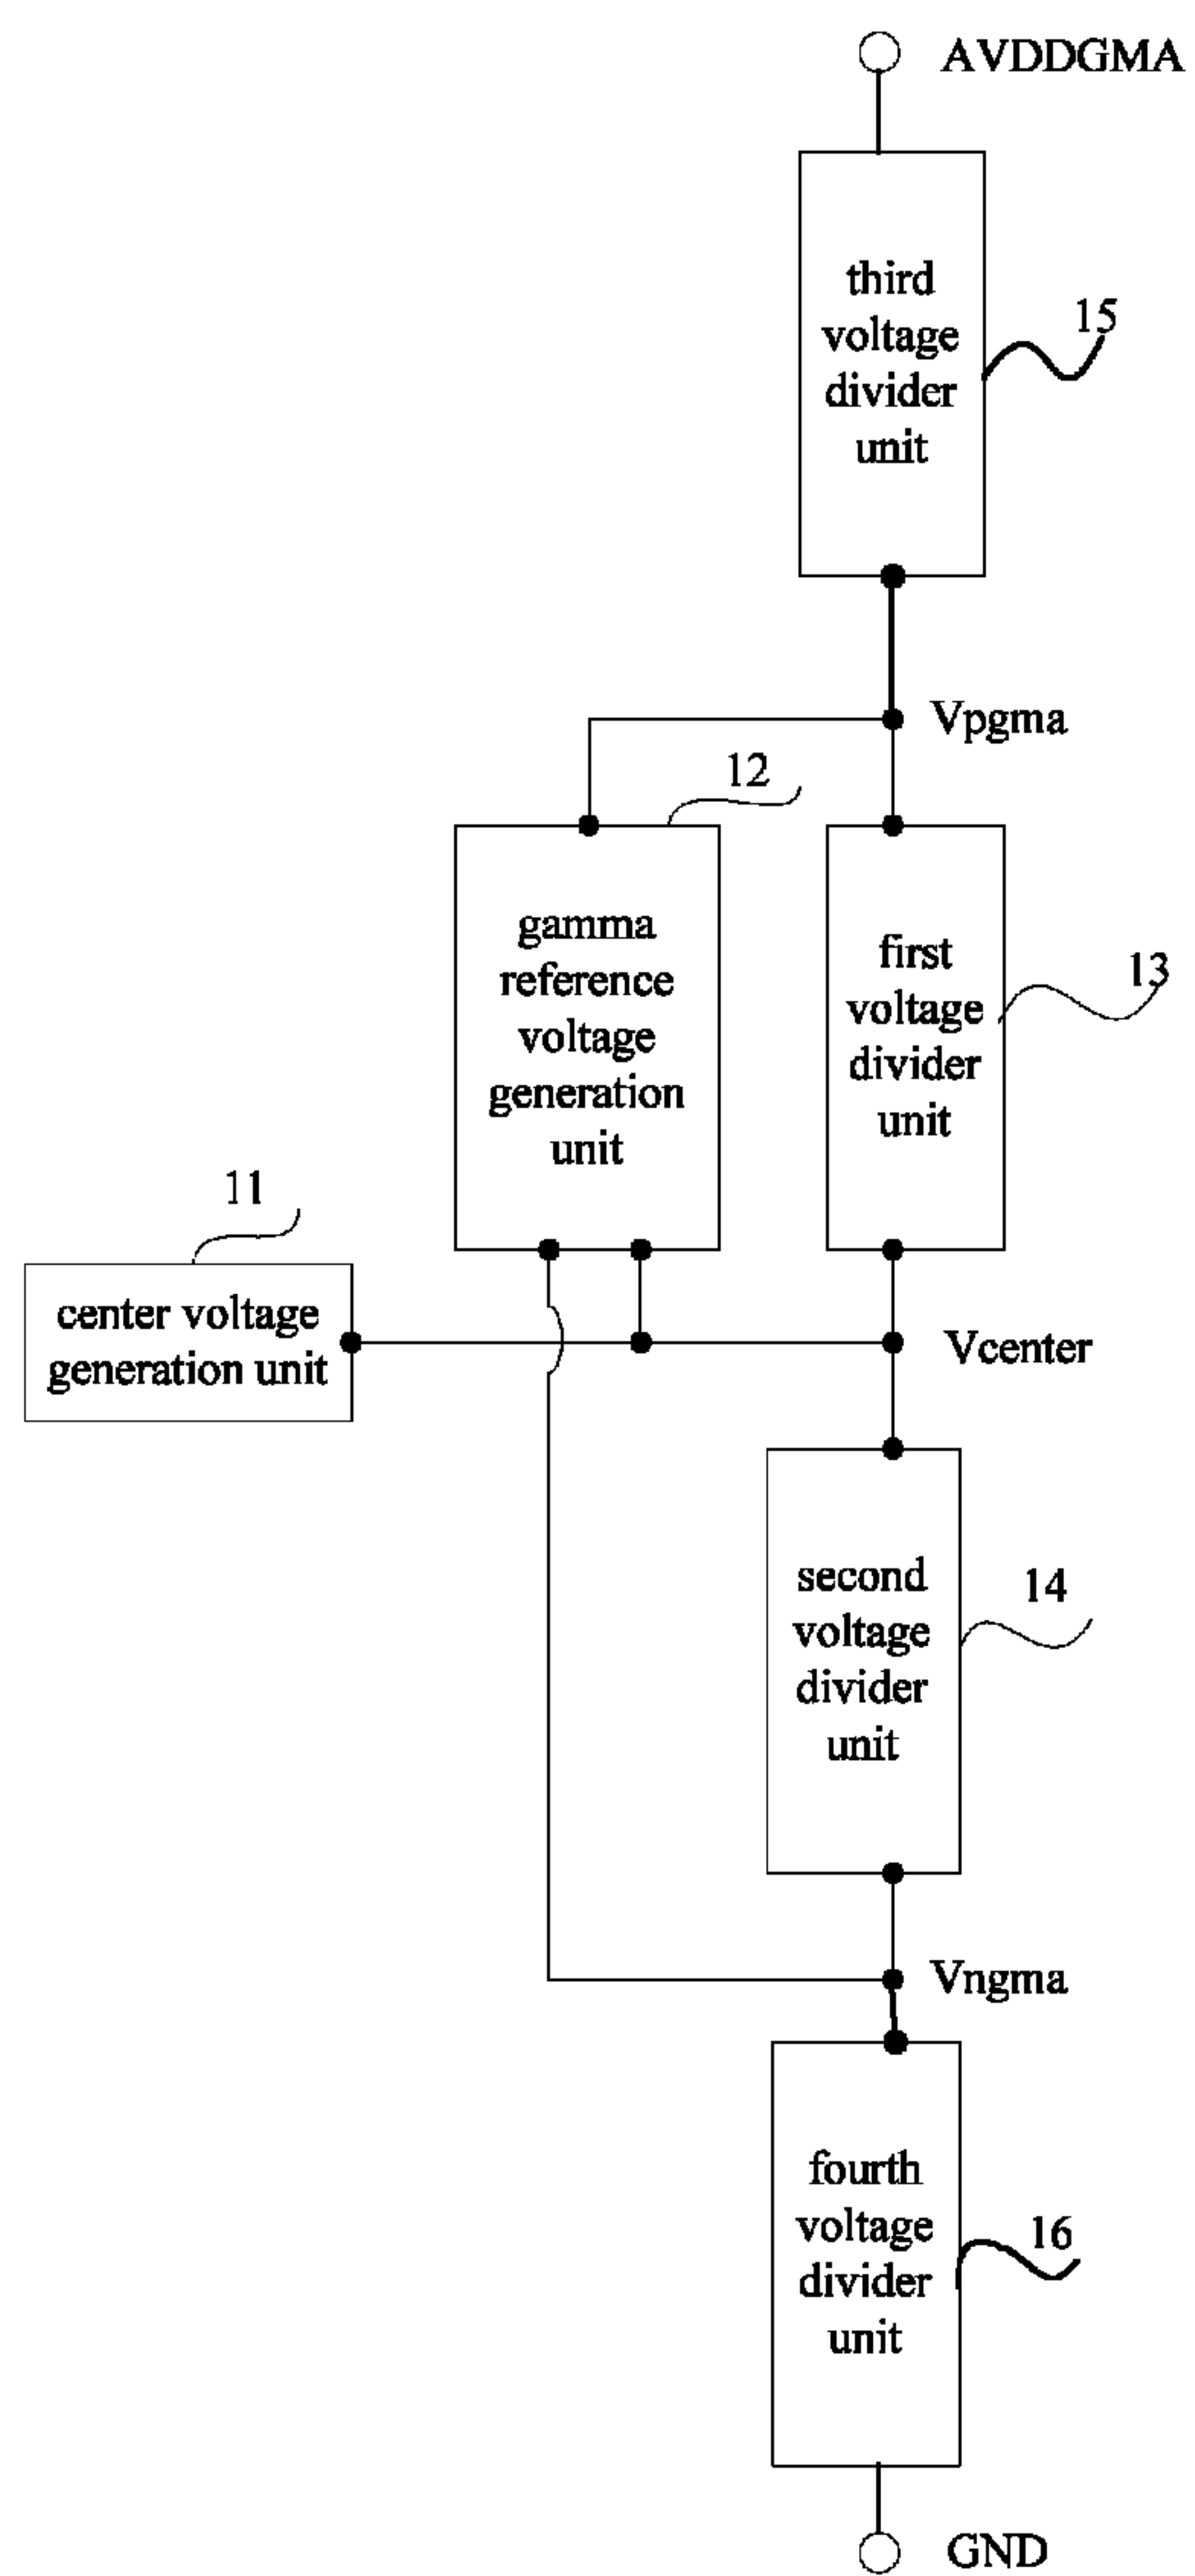 AVDDGMA
third
voltage
divider
unit
15
Vpgma
12
gamma
reference
voltage
generation
unit
first
voltage
divider
unit
13
11
center voltage
generation unit
Vcenter
second
voltage
divider
unit
14
Vngma
fourth
voltage
divider
unit
16
GND